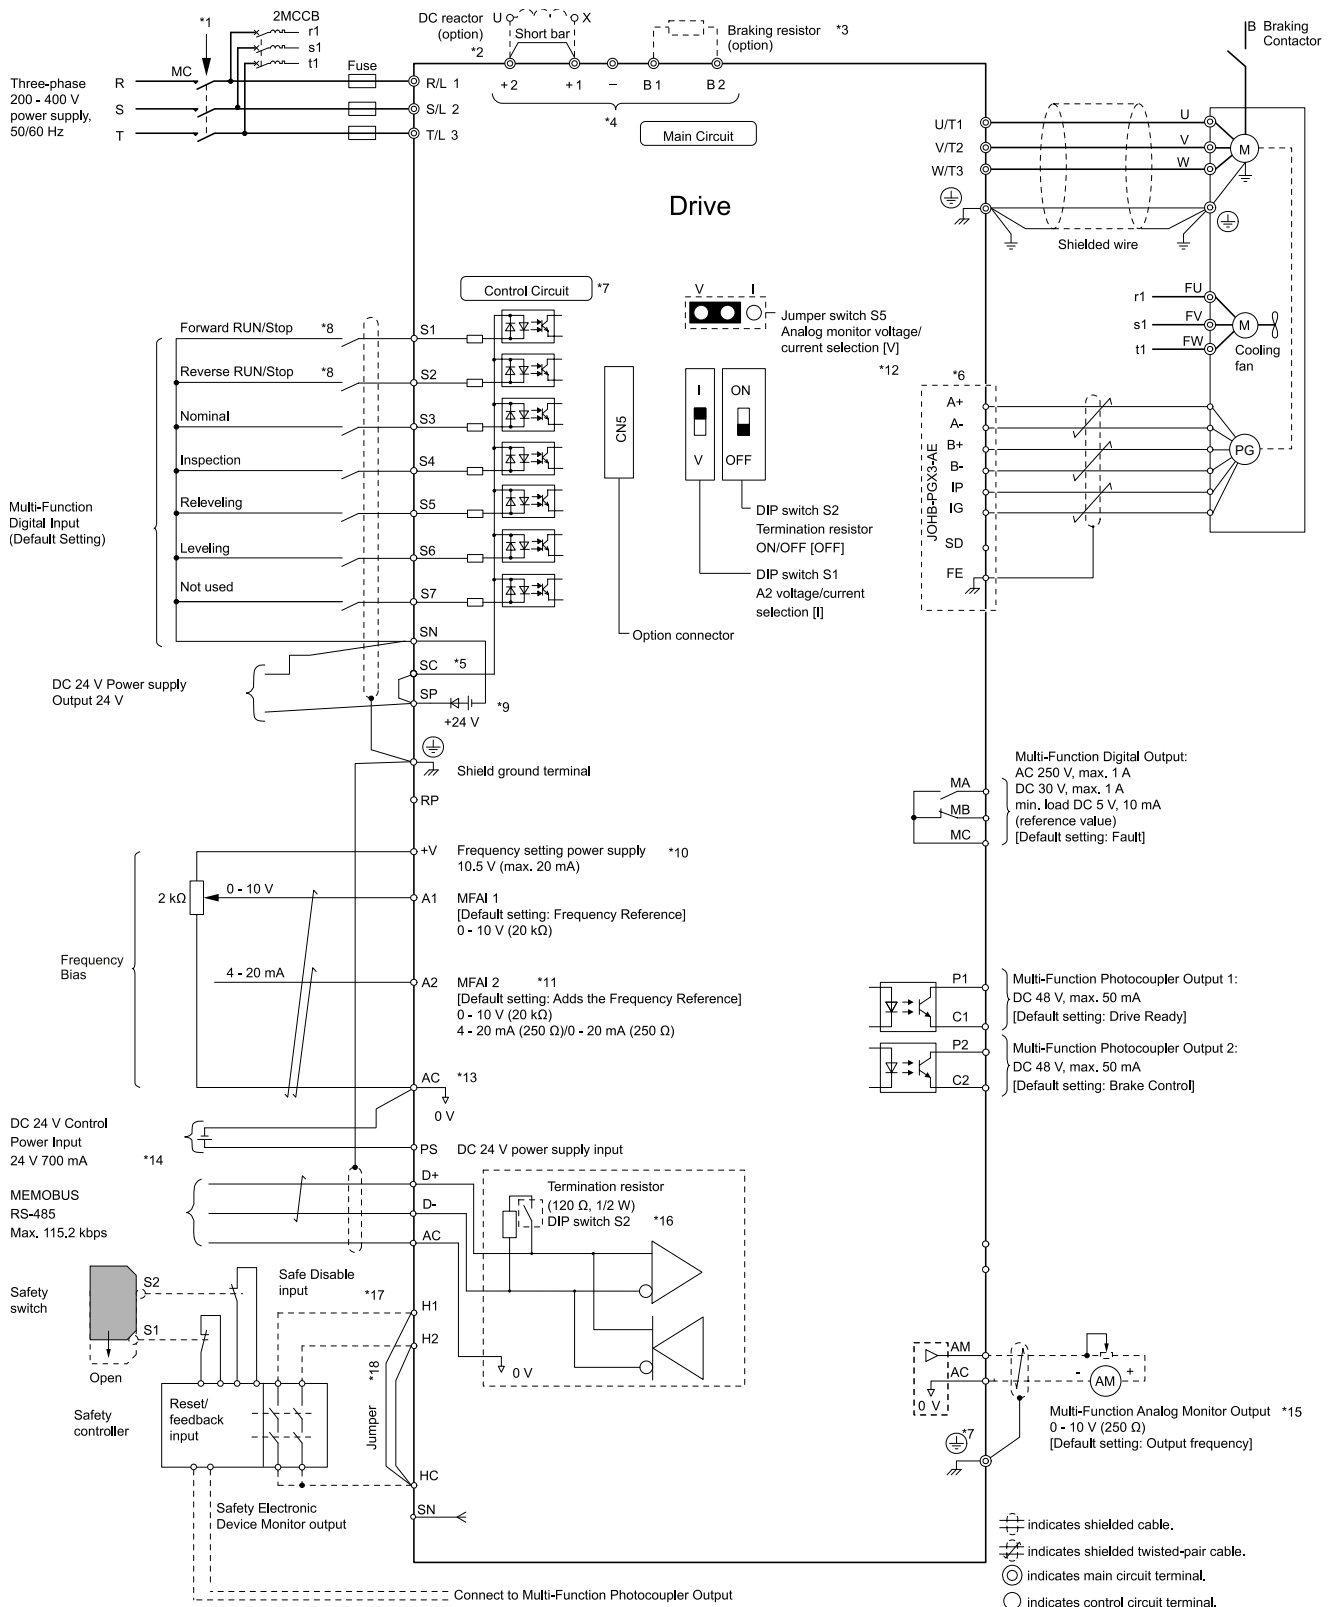 *1
2MCCB
r1
s1
t1
DC reactor
(option)
*2
U
X
Short bar
Braking resistor
(option)
*3
B Braking
Contactor
Three-phase
200 - 400 V
power supply,
50/60 Hz
R
S
T
MC
Fuse
R/L 1
S/L 2
T/L 3
+2
+1
–
B 1
B 2
*4
Main Circuit
Drive
U/T1
V/T2
W/T3
U
V
W
M
Shielded wire
Control Circuit
*7
V
I
Jumper switch S5
Analog monitor voltage/
current selection [V]
*12
r1
s1
t1
FU
FV
FW
M
Cooling
fan
Multi-Function
Digital Input
(Default Setting)
Forward RUN/Stop
*8
S1
Reverse RUN/Stop
*8
S2
Nominal
S3
Inspection
S4
Releveling
S5
Leveling
S6
Not used
S7
SN
SC
*5
SP
+24 V
*9
CN5
Option connector
I
V
ON
OFF
DIP switch S2
Termination resistor
ON/OFF [OFF]
DIP switch S1
A2 voltage/current
selection [I]
*6
JOHB-PGX3-AE
A+
A-
B+
B-
IP
IG
SD
FE
PG
DC 24 V Power supply
Output 24 V
Shield ground terminal
RP
Multi-Function Digital Output:
AC 250 V, max. 1 A
DC 30 V, max. 1 A
min. load DC 5 V, 10 mA
(reference value)
[Default setting: Fault]
MA
MB
MC
Frequency
Bias
2 kΩ
0 - 10 V
4 - 20 mA
+V
Frequency setting power supply
*10
10.5 V (max. 20 mA)
A1
MFAI 1
[Default setting: Frequency Reference]
0 - 10 V (20 kΩ)
A2
MFAI 2
*11
[Default setting: Adds the Frequency Reference]
0 - 10 V (20 kΩ)
4 - 20 mA (250 Ω)/0 - 20 mA (250 Ω)
P1
C1
Multi-Function Photocoupler Output 1:
DC 48 V, max. 50 mA
[Default setting: Drive Ready]
P2
C2
Multi-Function Photocoupler Output 2:
DC 48 V, max. 50 mA
[Default setting: Brake Control]
AC
*13
0 V
DC 24 V Control
Power Input
24 V 700 mA
*14
PS
DC 24 V power supply input
MEMOBUS
RS-485
Max. 115.2 kbps
D+
D-
AC
Termination resistor
(120 Ω, 1/2 W)
DIP switch S2
*16
0 V
Safety
switch
S2
S1
Open
Safe Disable
input
*17
H1
H2
*18
Jumper
HC
SN
Safety
controller
Reset/
feedback
input
Safety Electronic
Device Monitor output
Connect to Multi-Function Photocoupler Output
AM
AC
0 V
-
AM
+
Multi-Function Analog Monitor Output
*15
0 - 10 V (250 Ω)
[Default setting: Output frequency]
*7
indicates shielded cable.
indicates shielded twisted-pair cable.
indicates main circuit terminal.
indicates control circuit terminal.